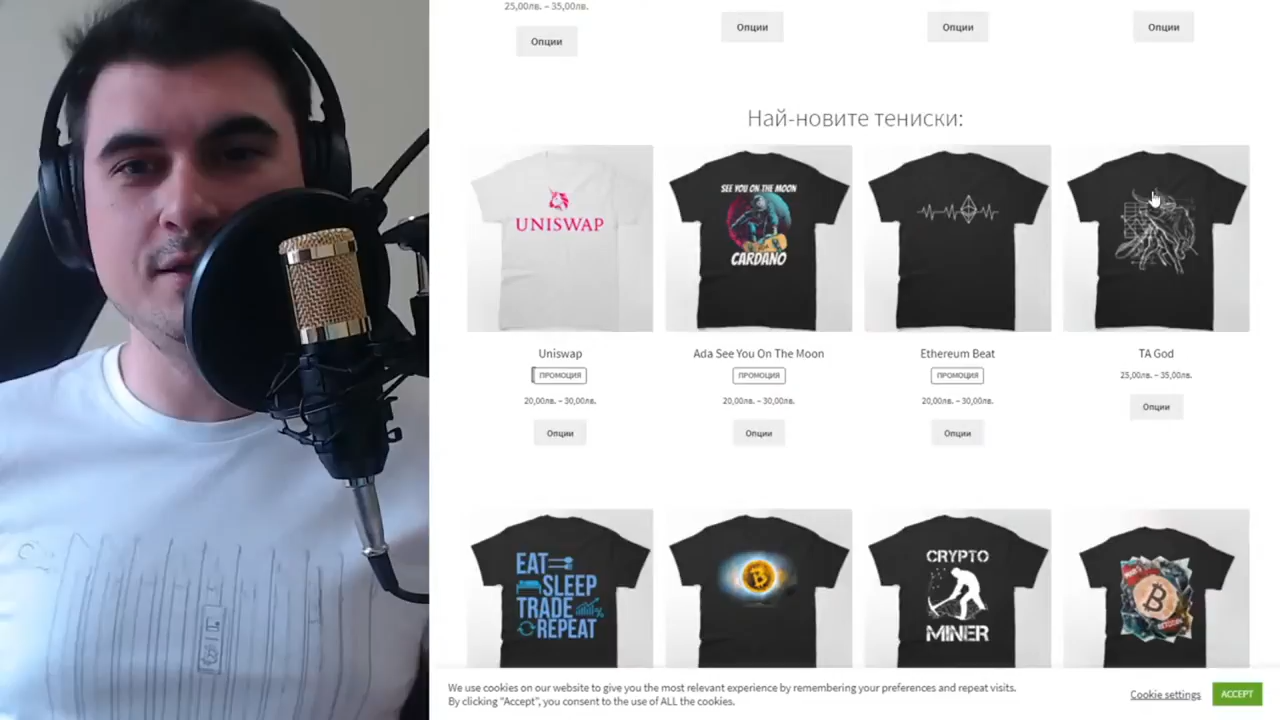 25,00лв. – 35,00лв.
Опции
Опции
Опции
Опции
Най-новите тениски:
UNISWAP
SEE YOU ON THE MOON
CARDANO
Uniswap
Ada See You On The Moon
Ethereum Beat
TA God
ПРОМОЦИЯ
ПРОМОЦИЯ
ПРОМОЦИЯ
25,00лв. – 35,00лв.
20,00лв. – 30,00лв.
20,00лв. – 30,00лв.
20,00лв. – 30,00лв.
Опции
Опции
Опции
Опции
EAT
SLEEP
TRADE
REPEAT
CRYPTO
MINER
We use cookies on our website to give you the most relevant experience by remembering your preferences and repeat visits.
By clicking “Accept”, you consent to the use of ALL the cookies.
Cookie settings
ACCEPT